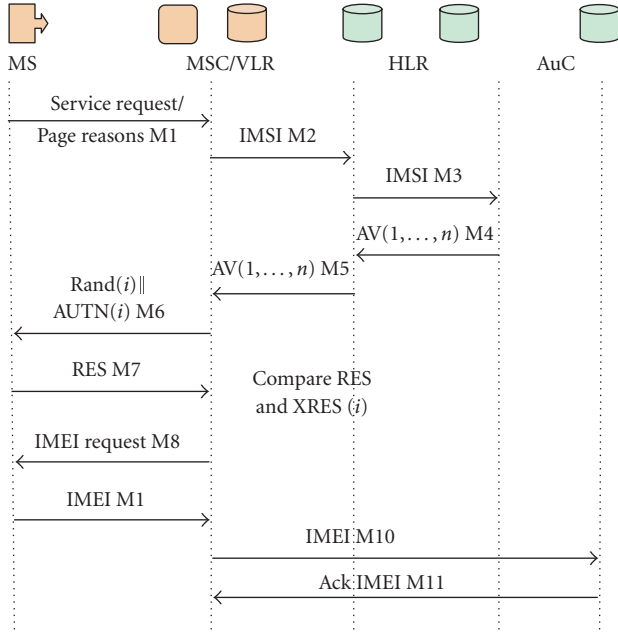 MS
MSC/VLR
HLR
AuC
Service request/
Page reasons M1
IMSI M2
IMSI M3
AV(1,...,n) M4
AV(1,...,n) M5
Rand(i)||
AUTN(i) M6
RES M7
Compare RES
and XRES (i)
IMEI request M8
IMEI M1
IMEI M10
Ack IMEI M11